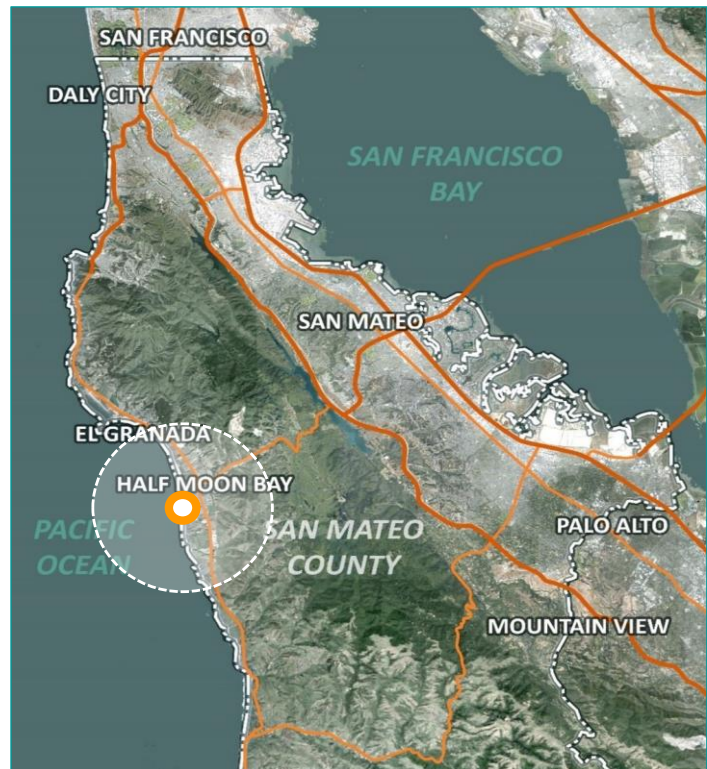 SAN FRANCISCO
DALY CITY
SAN FRANCISCO
BAY
SAN MATEO
EL GRANADA
HALF MOON BAY
PACIFIC
OCEAN
SAN MATEO
COUNTY
PALO ALTO
MOUNTAIN VIEW